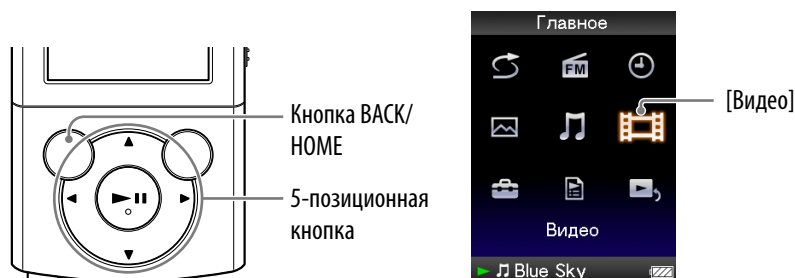 Кнопка BACK/
HOME
5-позиционная
кнопка
Главное
FM
[Видео]
Видео
Blue Sky